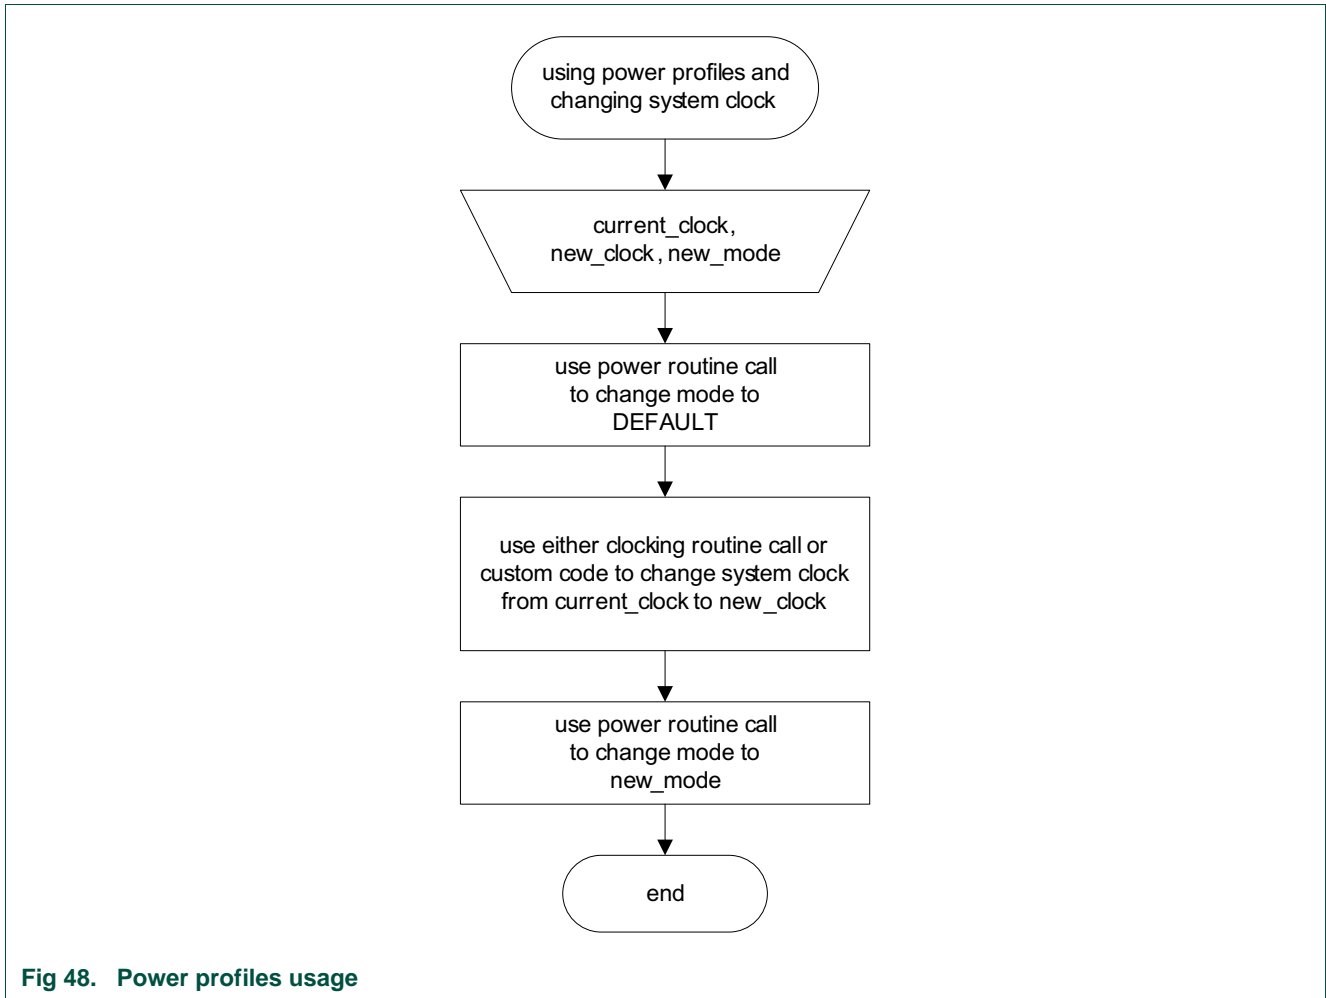 using power profiles and
changing system clock
current_clock,
new_clock, new_mode
use power routine call
to change mode to
DEFAULT
use either clocking routine call or
custom code to change system clock
from current_clock to new_clock
use power routine call
to change mode to
new_mode
end
Fig 48. Power profiles usage